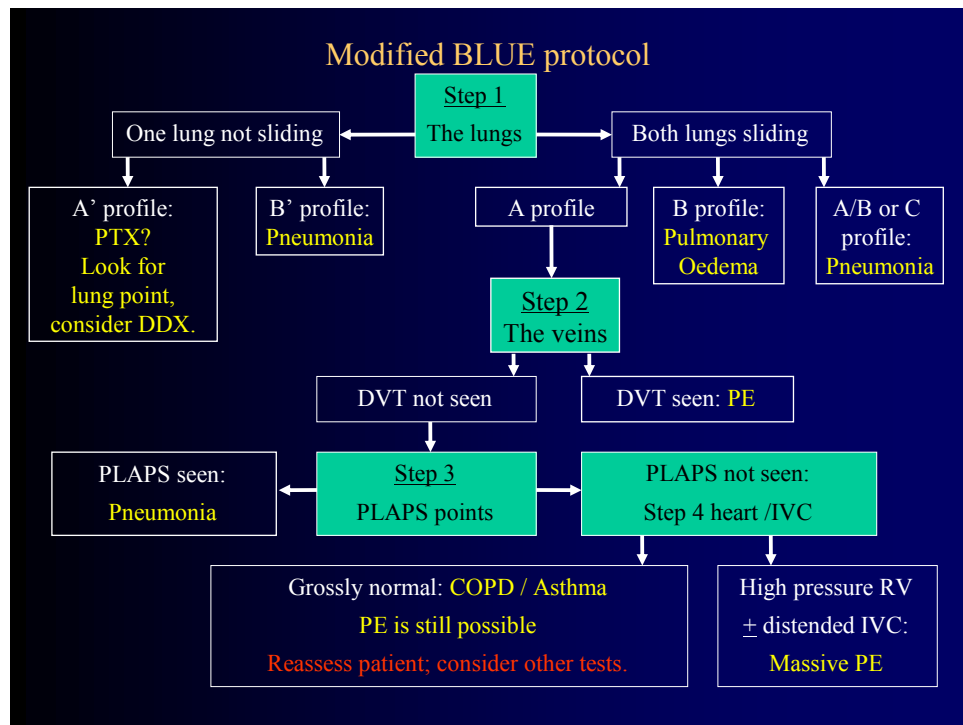 Modified BLUE protocol
Step 1
The lungs
One lung not sliding
Both lungs sliding
A’ profile:
PTX?
Look for
lung point,
consider DDX.
B’ profile:
Pneumonia
A profile
B profile:
Pulmonary
Oedema
A/B or C
profile:
Pneumonia
Step 2
The veins
DVT not seen
DVT seen: PE
PLAPS seen:
Pneumonia
Step 3
PLAPS points
PLAPS not seen:
Step 4 heart /IVC
Grossly normal: COPD / Asthma
PE is still possible
Reassess patient; consider other tests.
High pressure RV
+ distended IVC:
Massive PE